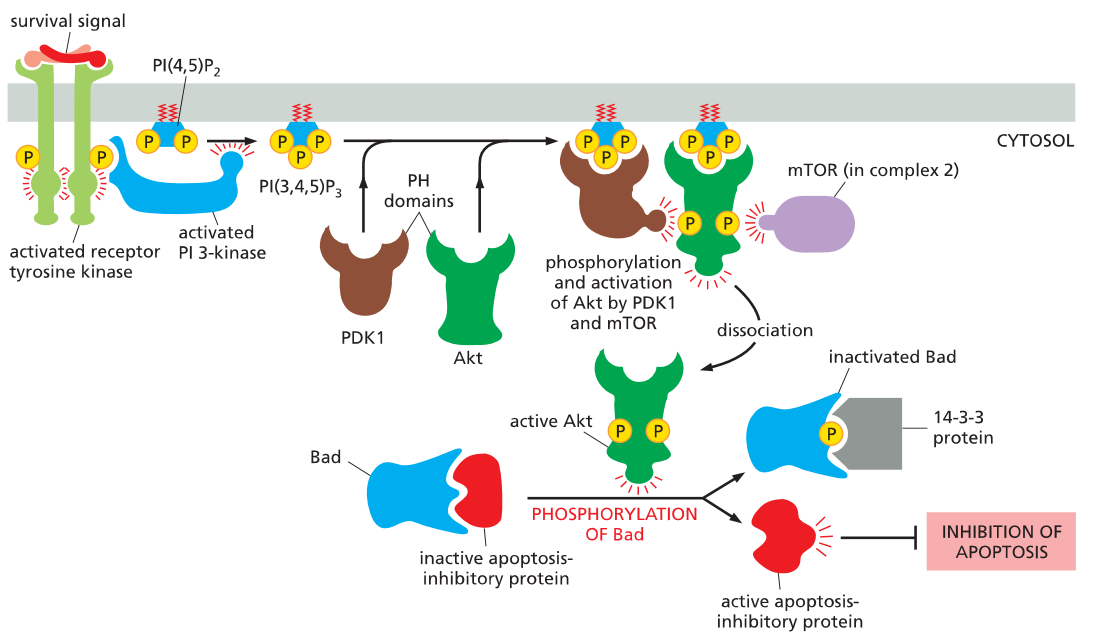 survival signal
PI(4,5)P2
P
P
P
P
P
P
P
CYTOSOL
PI(3,4,5)P3
PH
domains
activated receptor
tyrosine kinase
activated
PI 3-kinase
PDK1
Akt
P
P
P
P
P
P
P
P
mTOR (in complex 2)
phosphorylation
and activation
of Akt by PDK1
and mTOR
dissociation
active Akt
P
P
inactivated Bad
P
14-3-3
protein
Bad
PHOSPHORYLATION
OF Bad
inactive apoptosis-
inhibitory protein
INHIBITION OF
APOPTOSIS
active apoptosis-
inhibitory protein